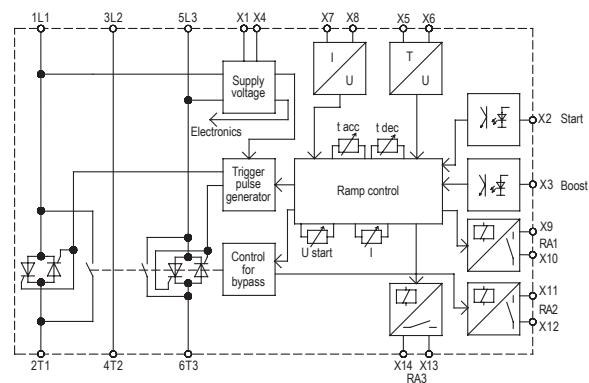 1L1 3L2 5L3 X1 X4 X7 X8 X5 X6
I
U
T
U
Supply
voltage
X2 Start
Electronics
t acc t dec
Trigger
pulse
generator
Ramp control
X3 Boost
X9
RA1
X10
U start I
Control
for
bypass
X11
RA2
X12
2T1 4T2 6T3 X14 X13
RA3